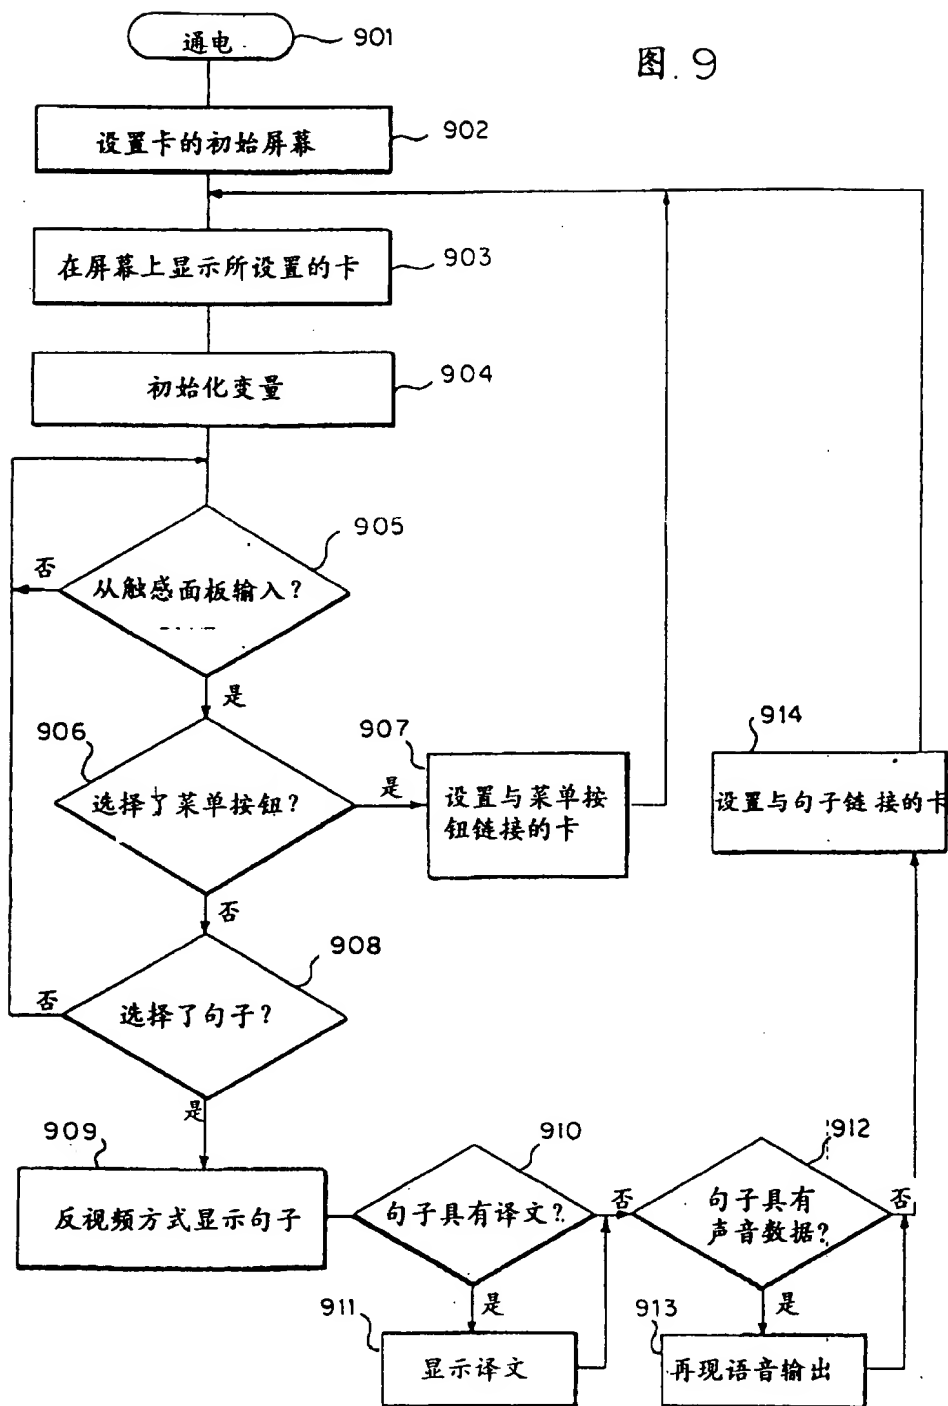 通电
901
图.9
设置卡的初始屏幕
902
在屏幕上显示所设置的卡
903
初始化变量
904
905
否
从触感面板输入？
是
906
选择了菜单按钮？
是
907
设置与菜单按
钮链接的卡
914
设置与句子链接的卡
否
908
否
选择了句子？
是
909
反视频方式显示句子
910
句子具有译文？
否
912
句子具有
声音数据？
否
是
911
显示译文
是
913
再现语音输出